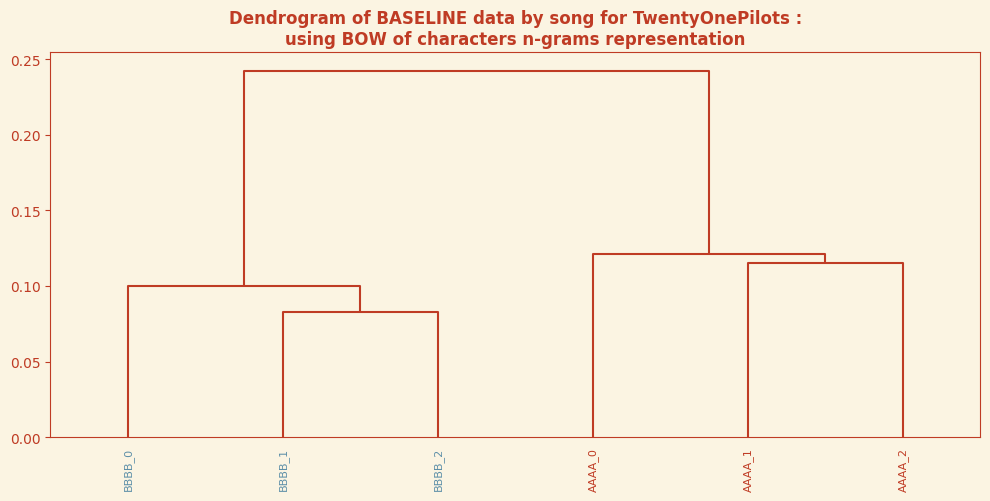 Dendrogram of BASELINE data by song for TwentyOnePilots :
using BOW of characters n-grams representation
0.25
0.20
0.15
0.10
0.05
0.00
BBBB_0
BBBB_1
BBBB_2
AAAA_0
AAAA_1
AAAA_2